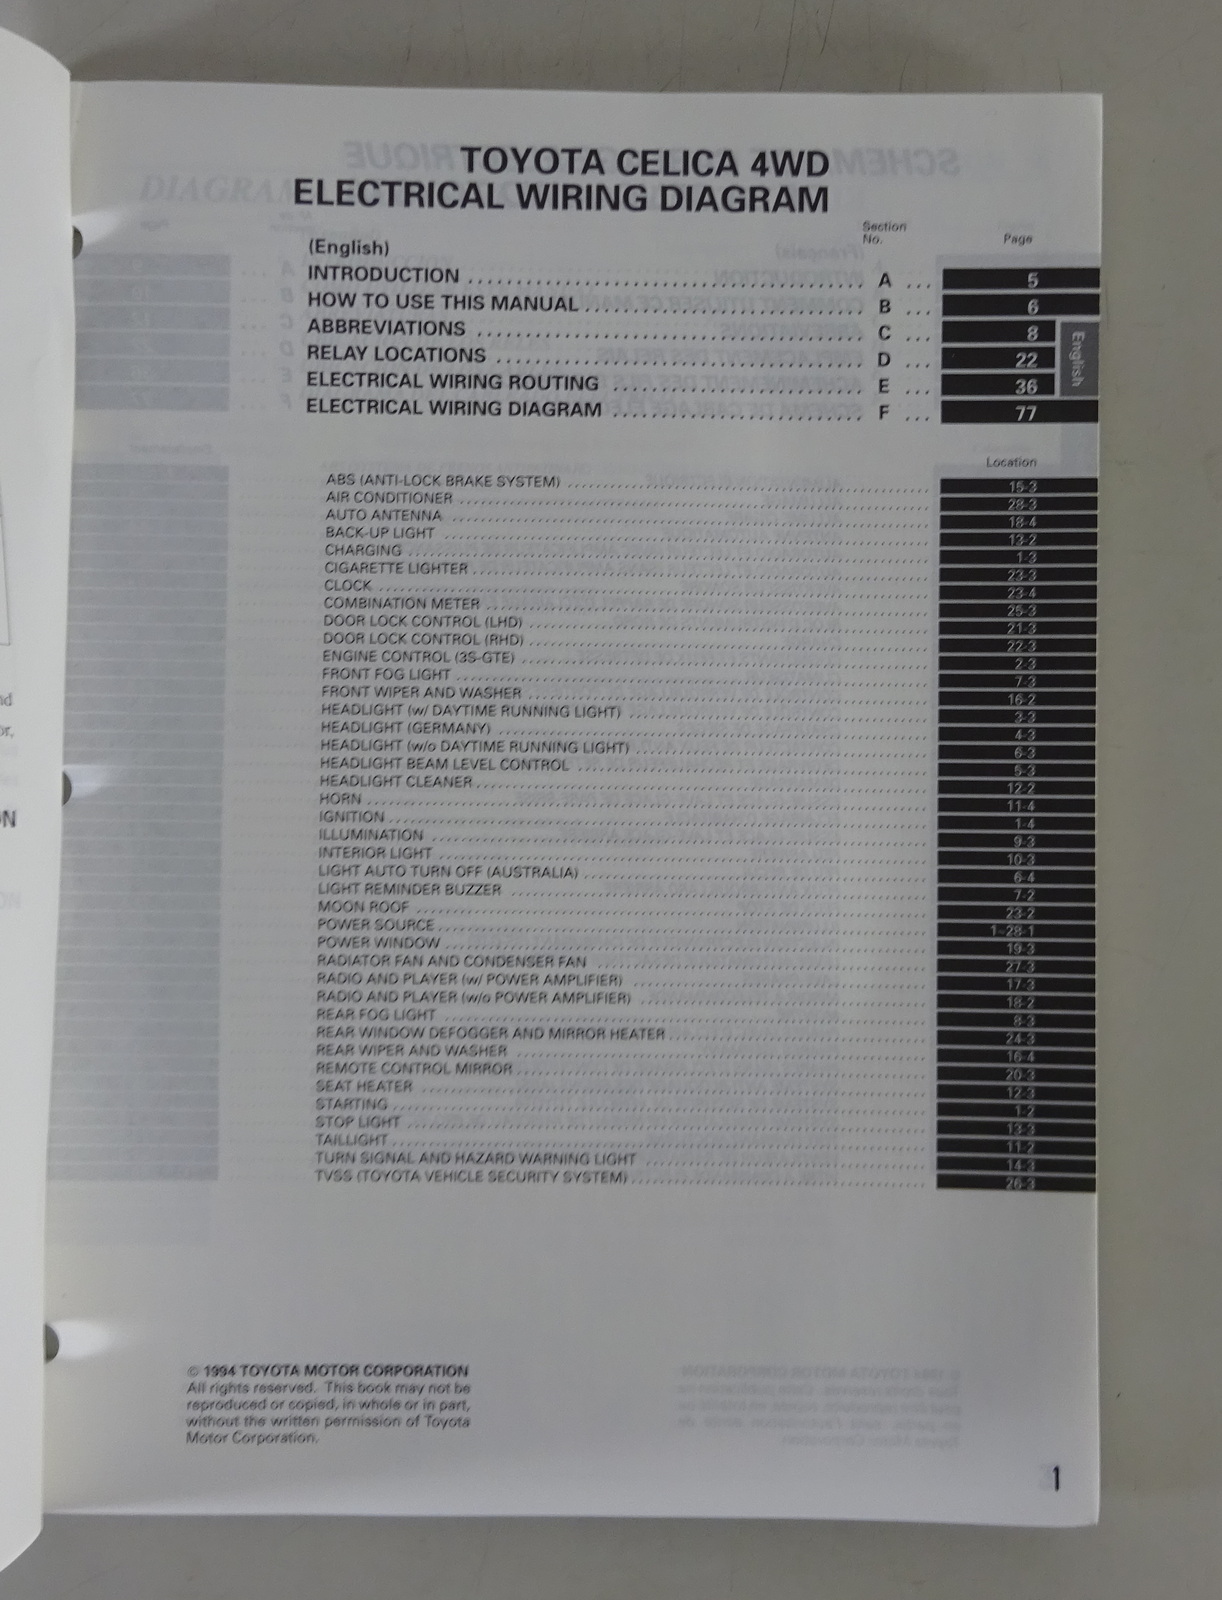 TOYOTA CELICA 4WD
ELECTRICAL WIRING DIAGRAM
Section No. Page
(English)
INTRODUCTION A ... 5
HOW TO USE THIS MANUAL B ... 6
ABBREVIATIONS C ... 8
RELAY LOCATIONS D ... 22
ELECTRICAL WIRING ROUTING E ... 36
ELECTRICAL WIRING DIAGRAM F ... 77
English
Location
ABS (ANTI-LOCK BRAKE SYSTEM) 15-3
AIR CONDITIONER 28-3
AUTO ANTENNA 18-4
BACK-UP LIGHT 13-2
CHARGING 1-3
CIGARETTE LIGHTER 23-3
CLOCK 23-4
COMBINATION METER 25-3
DOOR LOCK CONTROL (LHD) 21-3
DOOR LOCK CONTROL (RHD) 22-3
ENGINE CONTROL (3S-GTE) 2-3
FRONT FOG LIGHT 7-3
FRONT WIPER AND WASHER 16-2
HEADLIGHT (w/ DAYTIME RUNNING LIGHT) 3-3
HEADLIGHT (GERMANY) 4-3
HEADLIGHT (w/o DAYTIME RUNNING LIGHT) 6-3
HEADLIGHT BEAM LEVEL CONTROL 5-3
HEADLIGHT CLEANER 12-2
HORN 11-4
IGNITION 1-4
ILLUMINATION 9-3
INTERIOR LIGHT 10-3
LIGHT AUTO TURN OFF (AUSTRALIA) 6-4
LIGHT REMINDER BUZZER 7-2
MOON ROOF 23-2
POWER SOURCE 1-28-1
POWER WINDOW 19-3
RADIATOR FAN AND CONDENSER FAN 27-3
RADIO AND PLAYER (w/ POWER AMPLIFIER) 17-3
RADIO AND PLAYER (w/o POWER AMPLIFIER) 18-2
REAR FOG LIGHT 8-3
REAR WINDOW DEFOGGER AND MIRROR HEATER 24-3
REAR WIPER AND WASHER 16-4
REMOTE CONTROL MIRROR 20-3
SEAT HEATER 12-3
STARTING 1-2
STOP LIGHT 13-3
TAILLIGHT 11-2
TURN SIGNAL AND HAZARD WARNING LIGHT 14-3
TVSS (TOYOTA VEHICLE SECURITY SYSTEM) 26-3
© 1994 TOYOTA MOTOR CORPORATION
All rights reserved. This book may not be
reproduced or copied, in whole or in part,
without the written permission of Toyota
Motor Corporation.
1